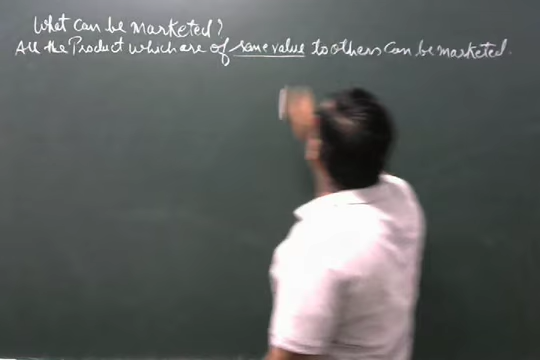 What can be marketed?
All the Product which are of some value to others can be marketed.